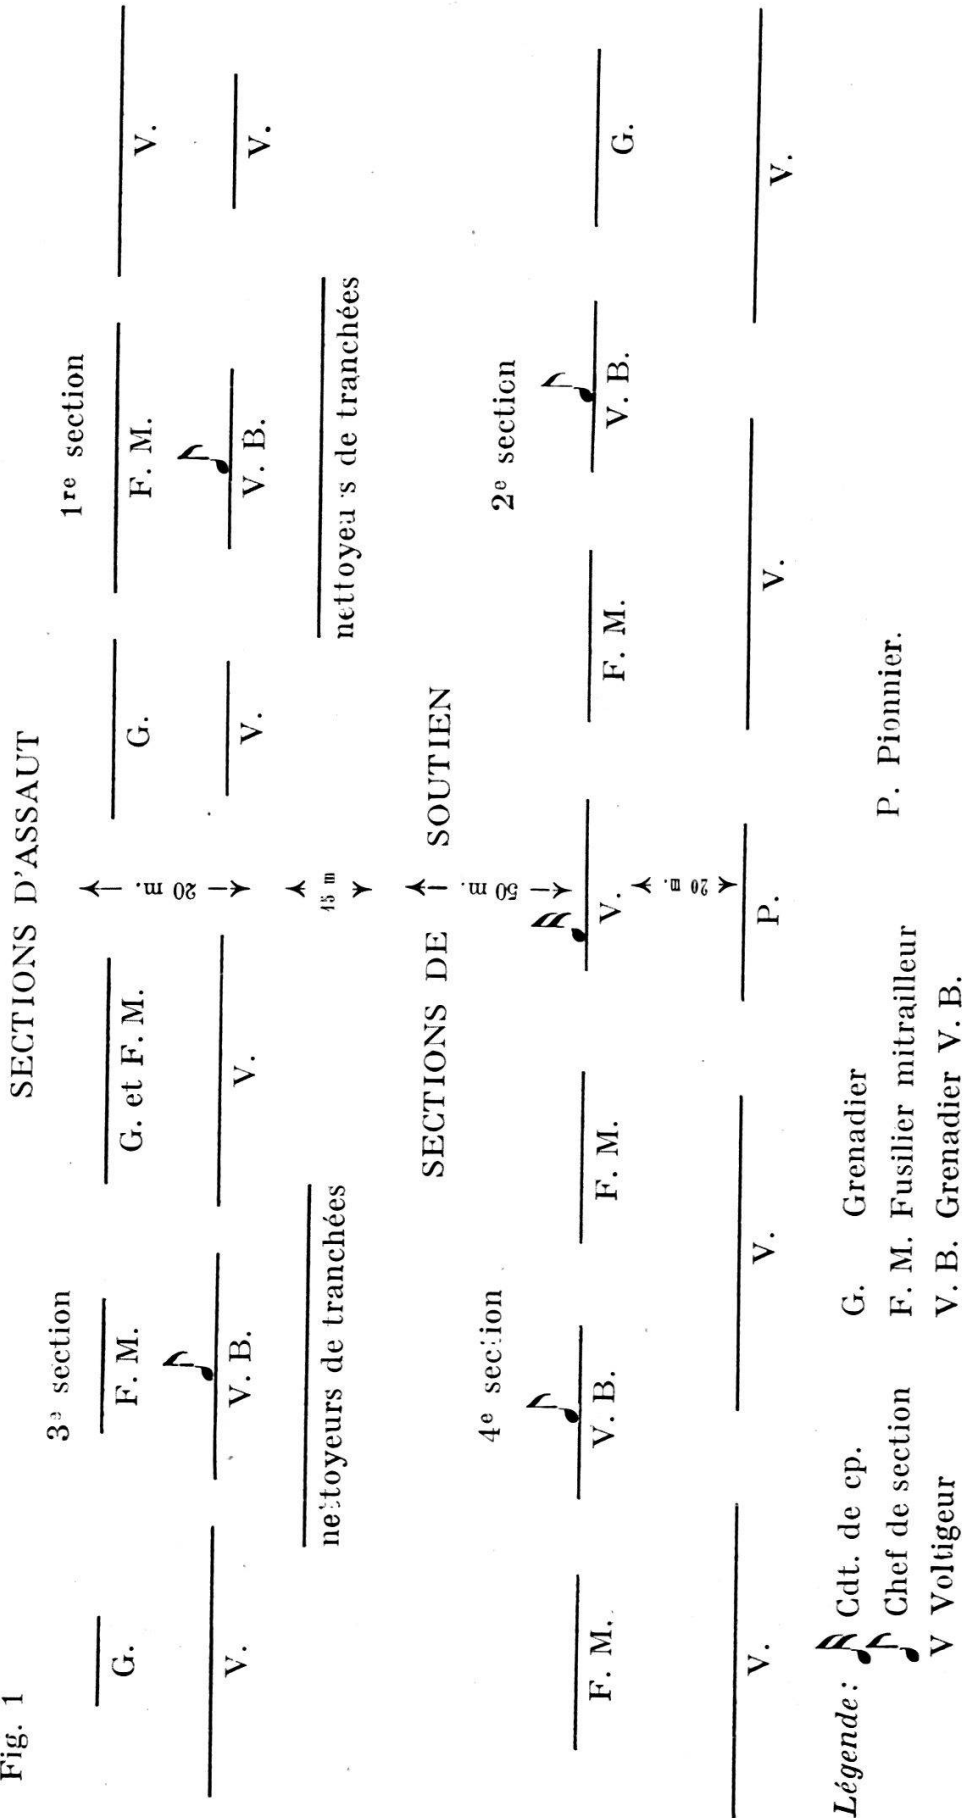 Fig. 1
SECTIONS D'ASSAUT
3e section 1re section
G. F. M. G. et F. M. G. F. M. V.
20 m.
V. V. B. V. V. V. B. V.
15 m
nettoyeurs de tranchées nettoyeurs de tranchées
SECTIONS DE SOUTIEN
50 m.
4e section 2e section
F. M. V. B. F. M. V. F. M. V. B. G.
20 m.
V. V. P. V. V.
Légende: Cdt. de cp. G. Grenadier P. Pionnier.
Chef de section F. M. Fusilier mitrailleur
V Voltigeur V. B. Grenadier V. B.